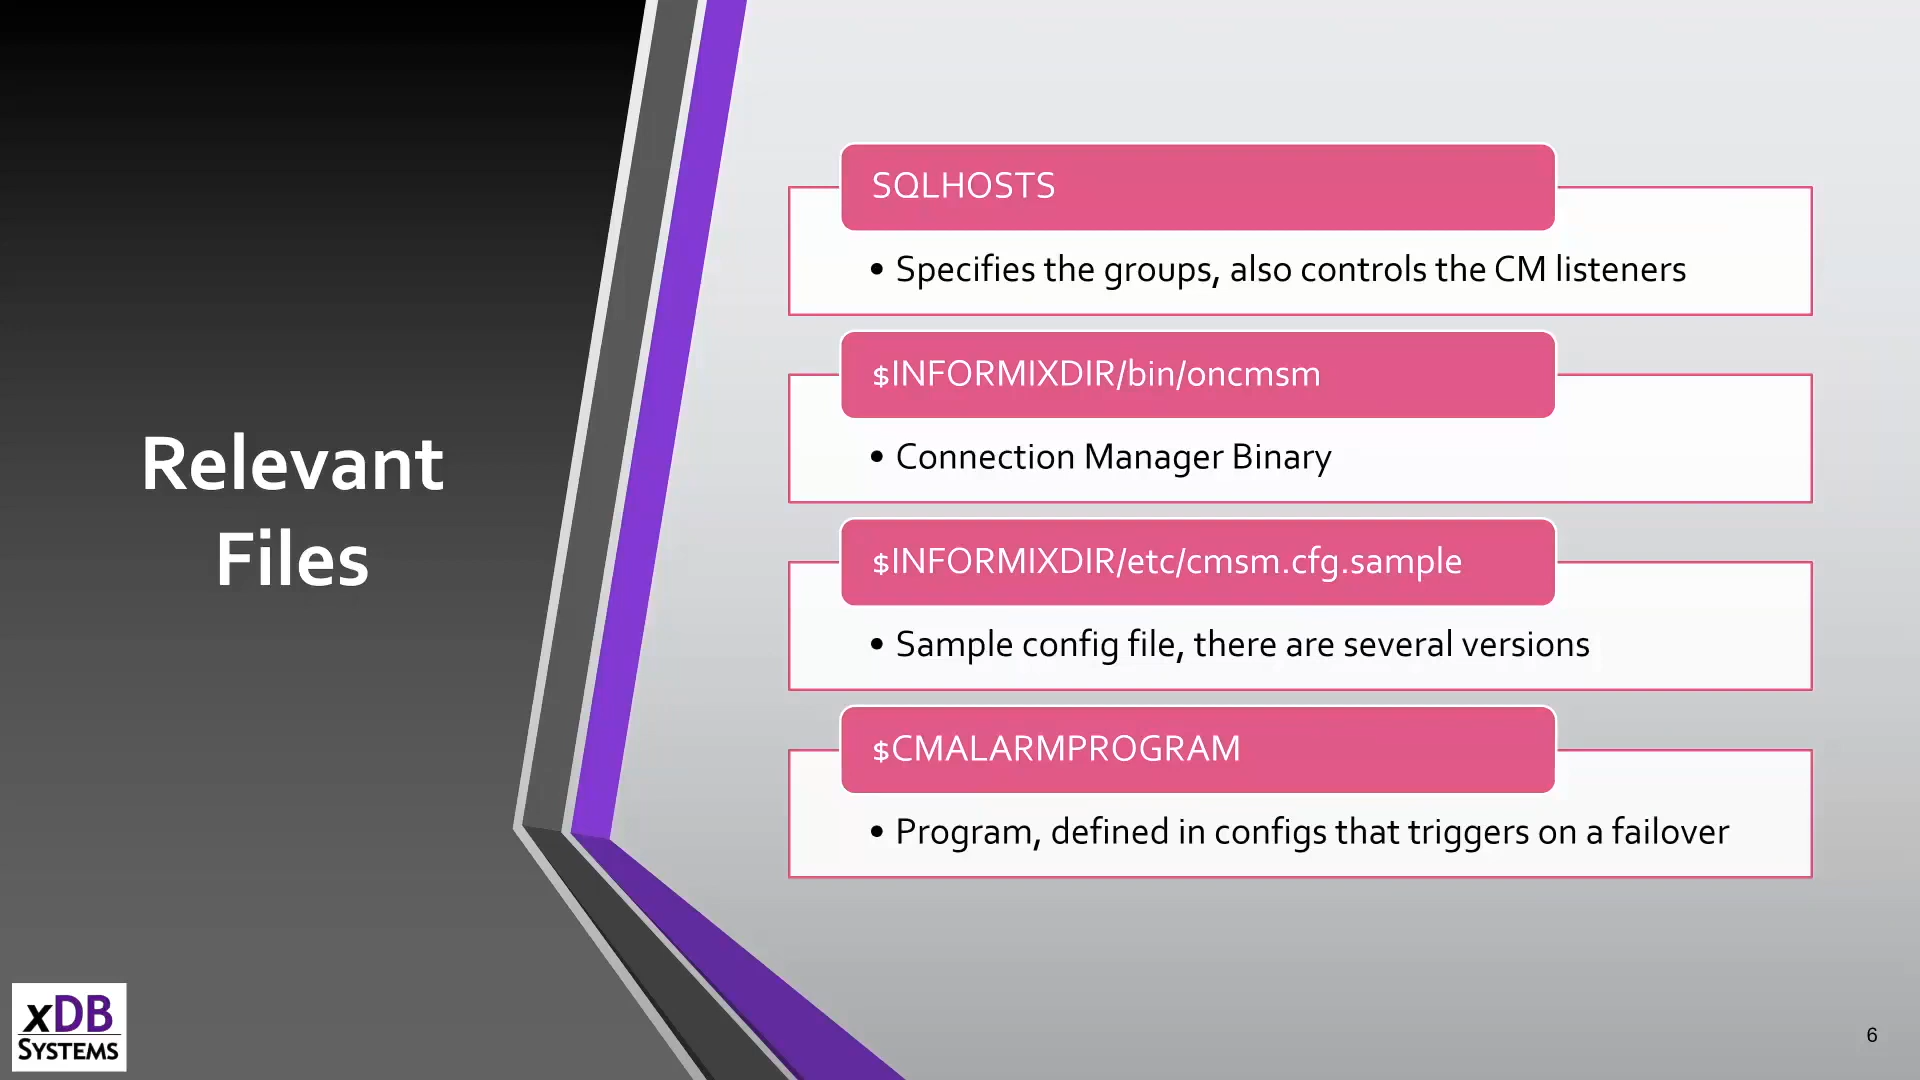 Relevant
Files
SQLHOSTS
• Specifies the groups, also controls the CM listeners
$INFORMIXDIR/bin/oncmsm
• Connection Manager Binary
$INFORMIXDIR/etc/cmsm.cfg.sample
• Sample config file, there are several versions
$CMALARMPROGRAM
• Program, defined in configs that triggers on a failover
xDB
SYSTEMS
6